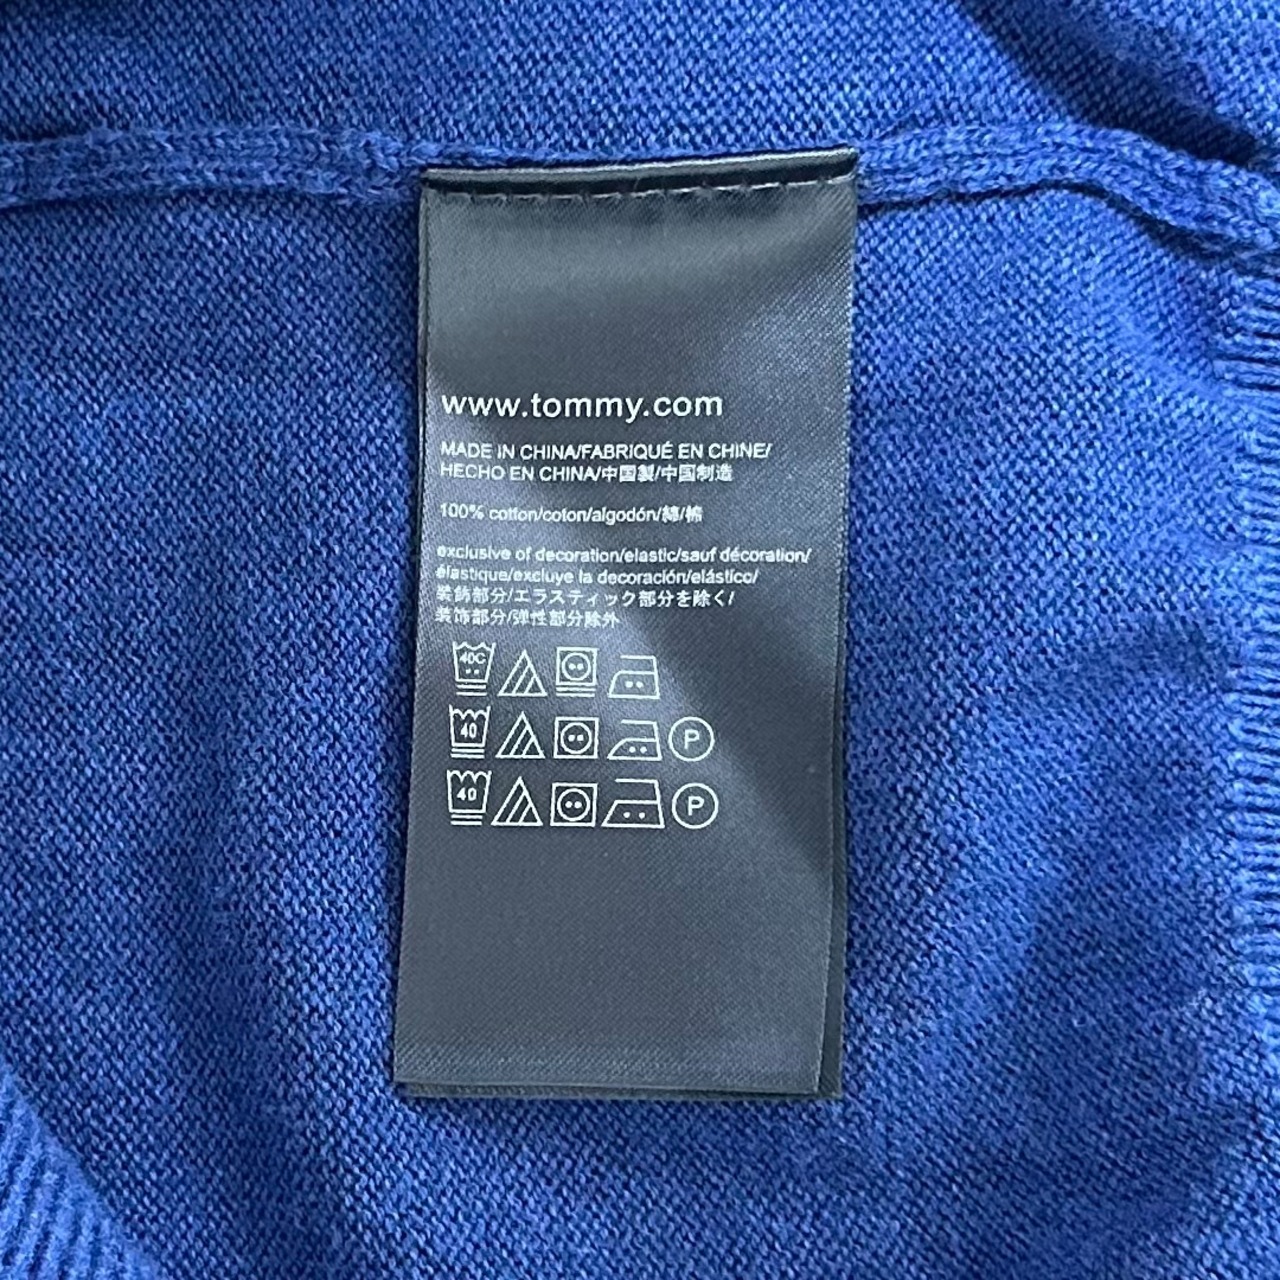 www.tommy.com
MADE IN CHINA/FABRIQUÉ EN CHINE/
HECHO EN CHINA/中国製/中国制造
100% cotton/coton/algodón/綿/棉
exclusive of decoration/elastic/sauf décoration/
élastique/excluye la decoración/elástico/
装飾部分/エラスティック部分を除く/
装饰部分/弹性部分除外
40C
40 P
40 P